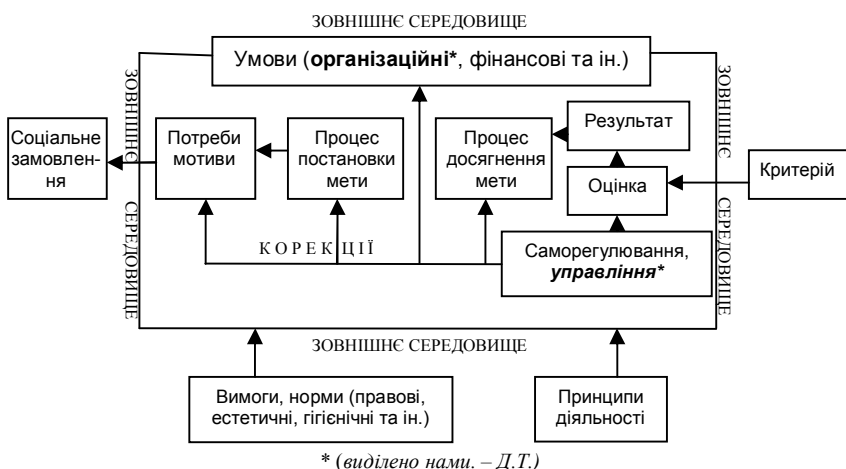 ЗОВНІШНЄ СЕРЕДОВИЩЕ
Умови (організаційні*, фінансові та ін.)
ЗОВНІШНЄ
СЕРЕДОВИЩЕ
Соціальне
замовлен-
ня
Потреби
мотиви
Процес
постановки
мети
Процес
досягнення
мети
Результат
Оцінка
ЗОВНІШНЄ
СЕРЕДОВИЩЕ
Критерій
К О Р Е К Ц І Ї
Саморегулювання,
управління*
ЗОВНІШНЄ СЕРЕДОВИЩЕ
Вимоги, норми (правові,
естетичні, гігієнічні та ін.)
Принципи
діяльності
* (виділено нами. – Д.Т.)